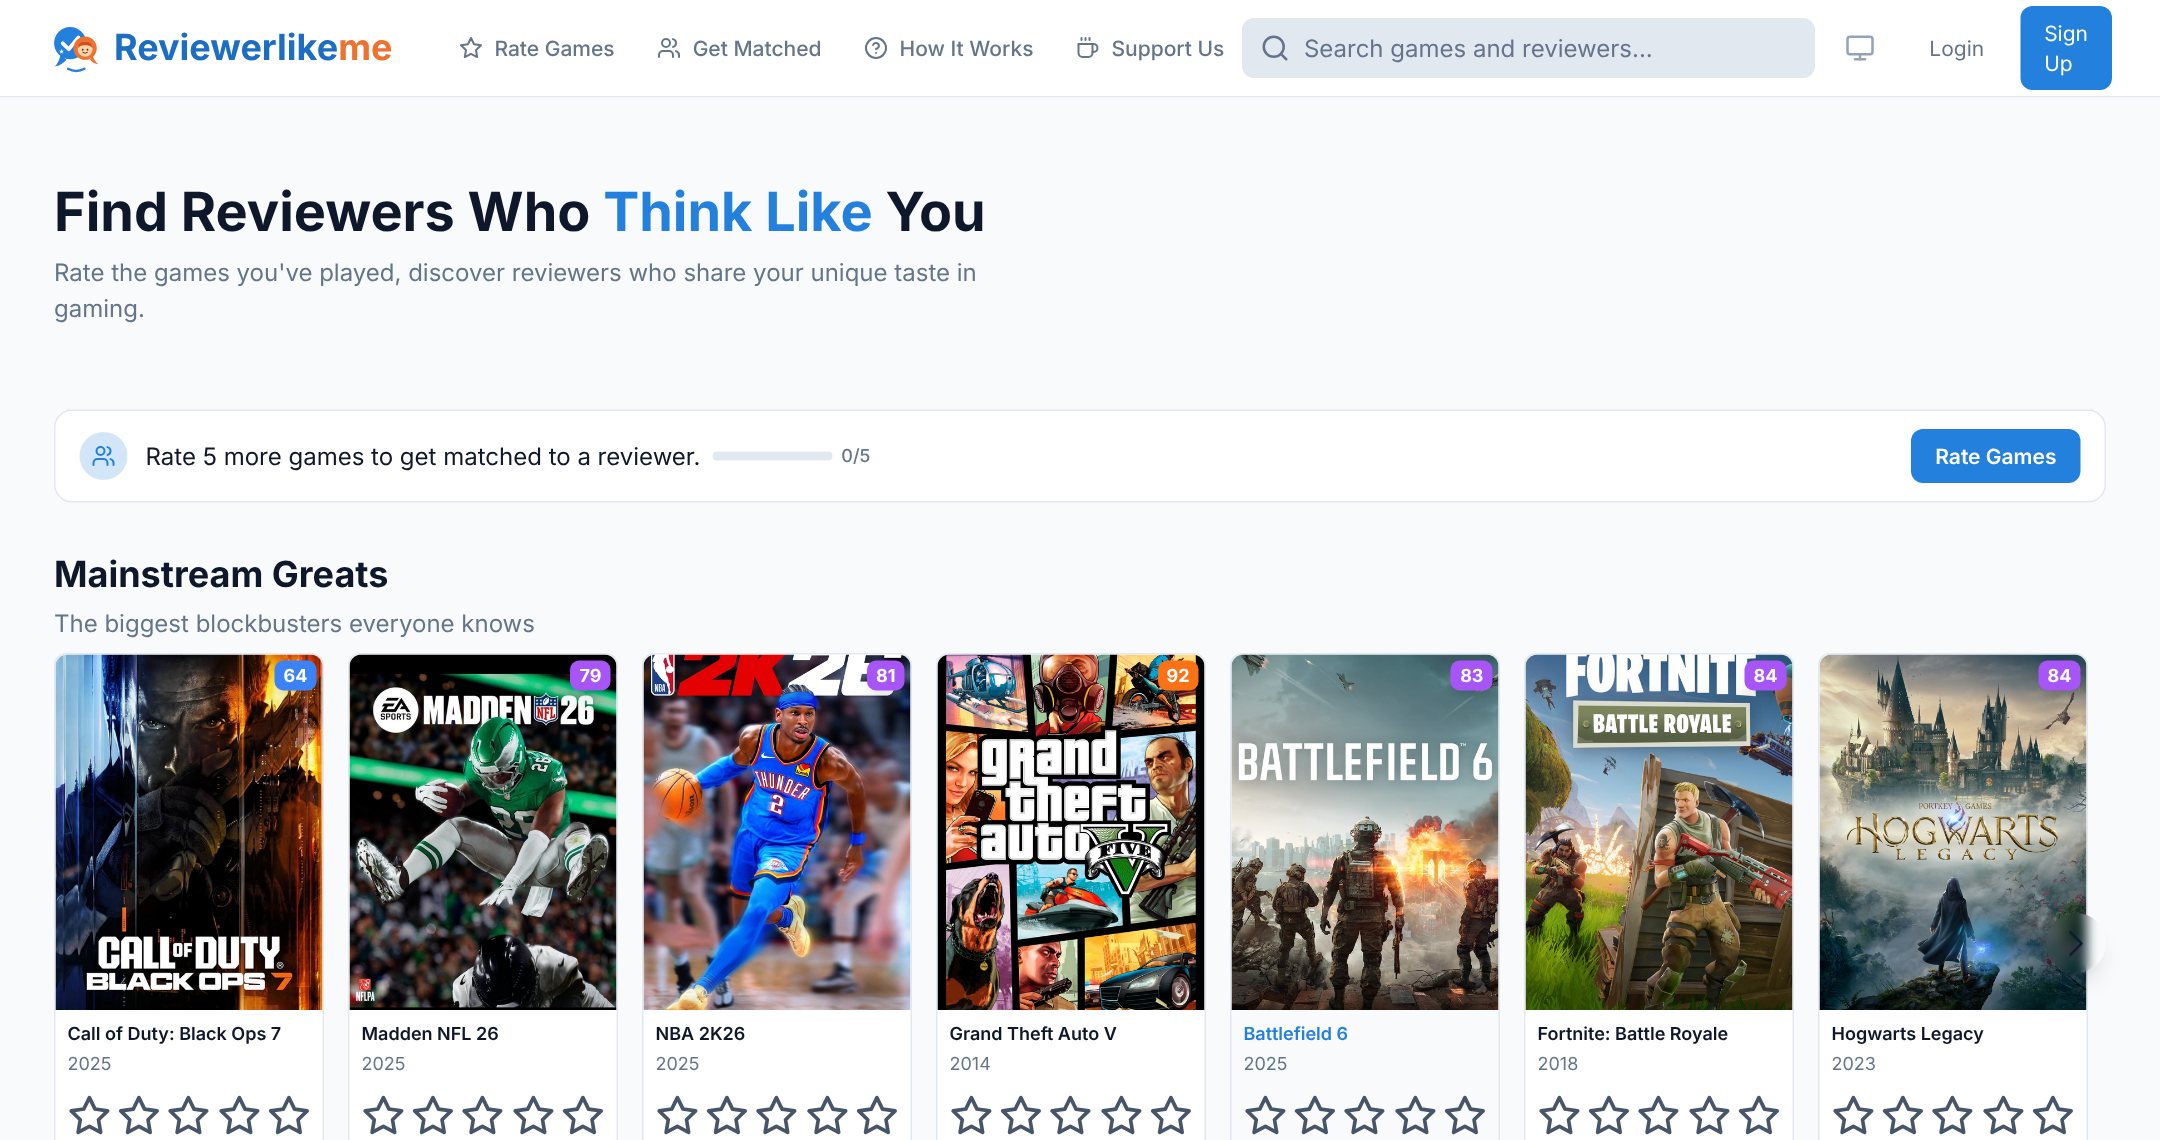 Reviewerlikeme
Rate Games
Get Matched
How It Works
Support Us
Search games and reviewers...
Login
Sign
Up
Find Reviewers Who Think Like You
Rate the games you've played, discover reviewers who share your unique taste in
gaming.
Rate 5 more games to get matched to a reviewer.
0/5
Rate Games
Mainstream Greats
The biggest blockbusters everyone knows
64
CALL OF DUTY
BLACK OPS 7
79
EA
SPORTS
MADDEN NFL 26
NFLPA
81
NBA
2K26
THUNDER
2
92
grand
theft
auto
FIVE
V
83
BATTLEFIELD 6
84
FORTNITE
BATTLE ROYALE
84
PORTKEY GAMES
HOGWARTS
LEGACY
Call of Duty: Black Ops 7
2025
Madden NFL 26
2025
NBA 2K26
2025
Grand Theft Auto V
2014
Battlefield 6
2025
Fortnite: Battle Royale
2018
Hogwarts Legacy
2023